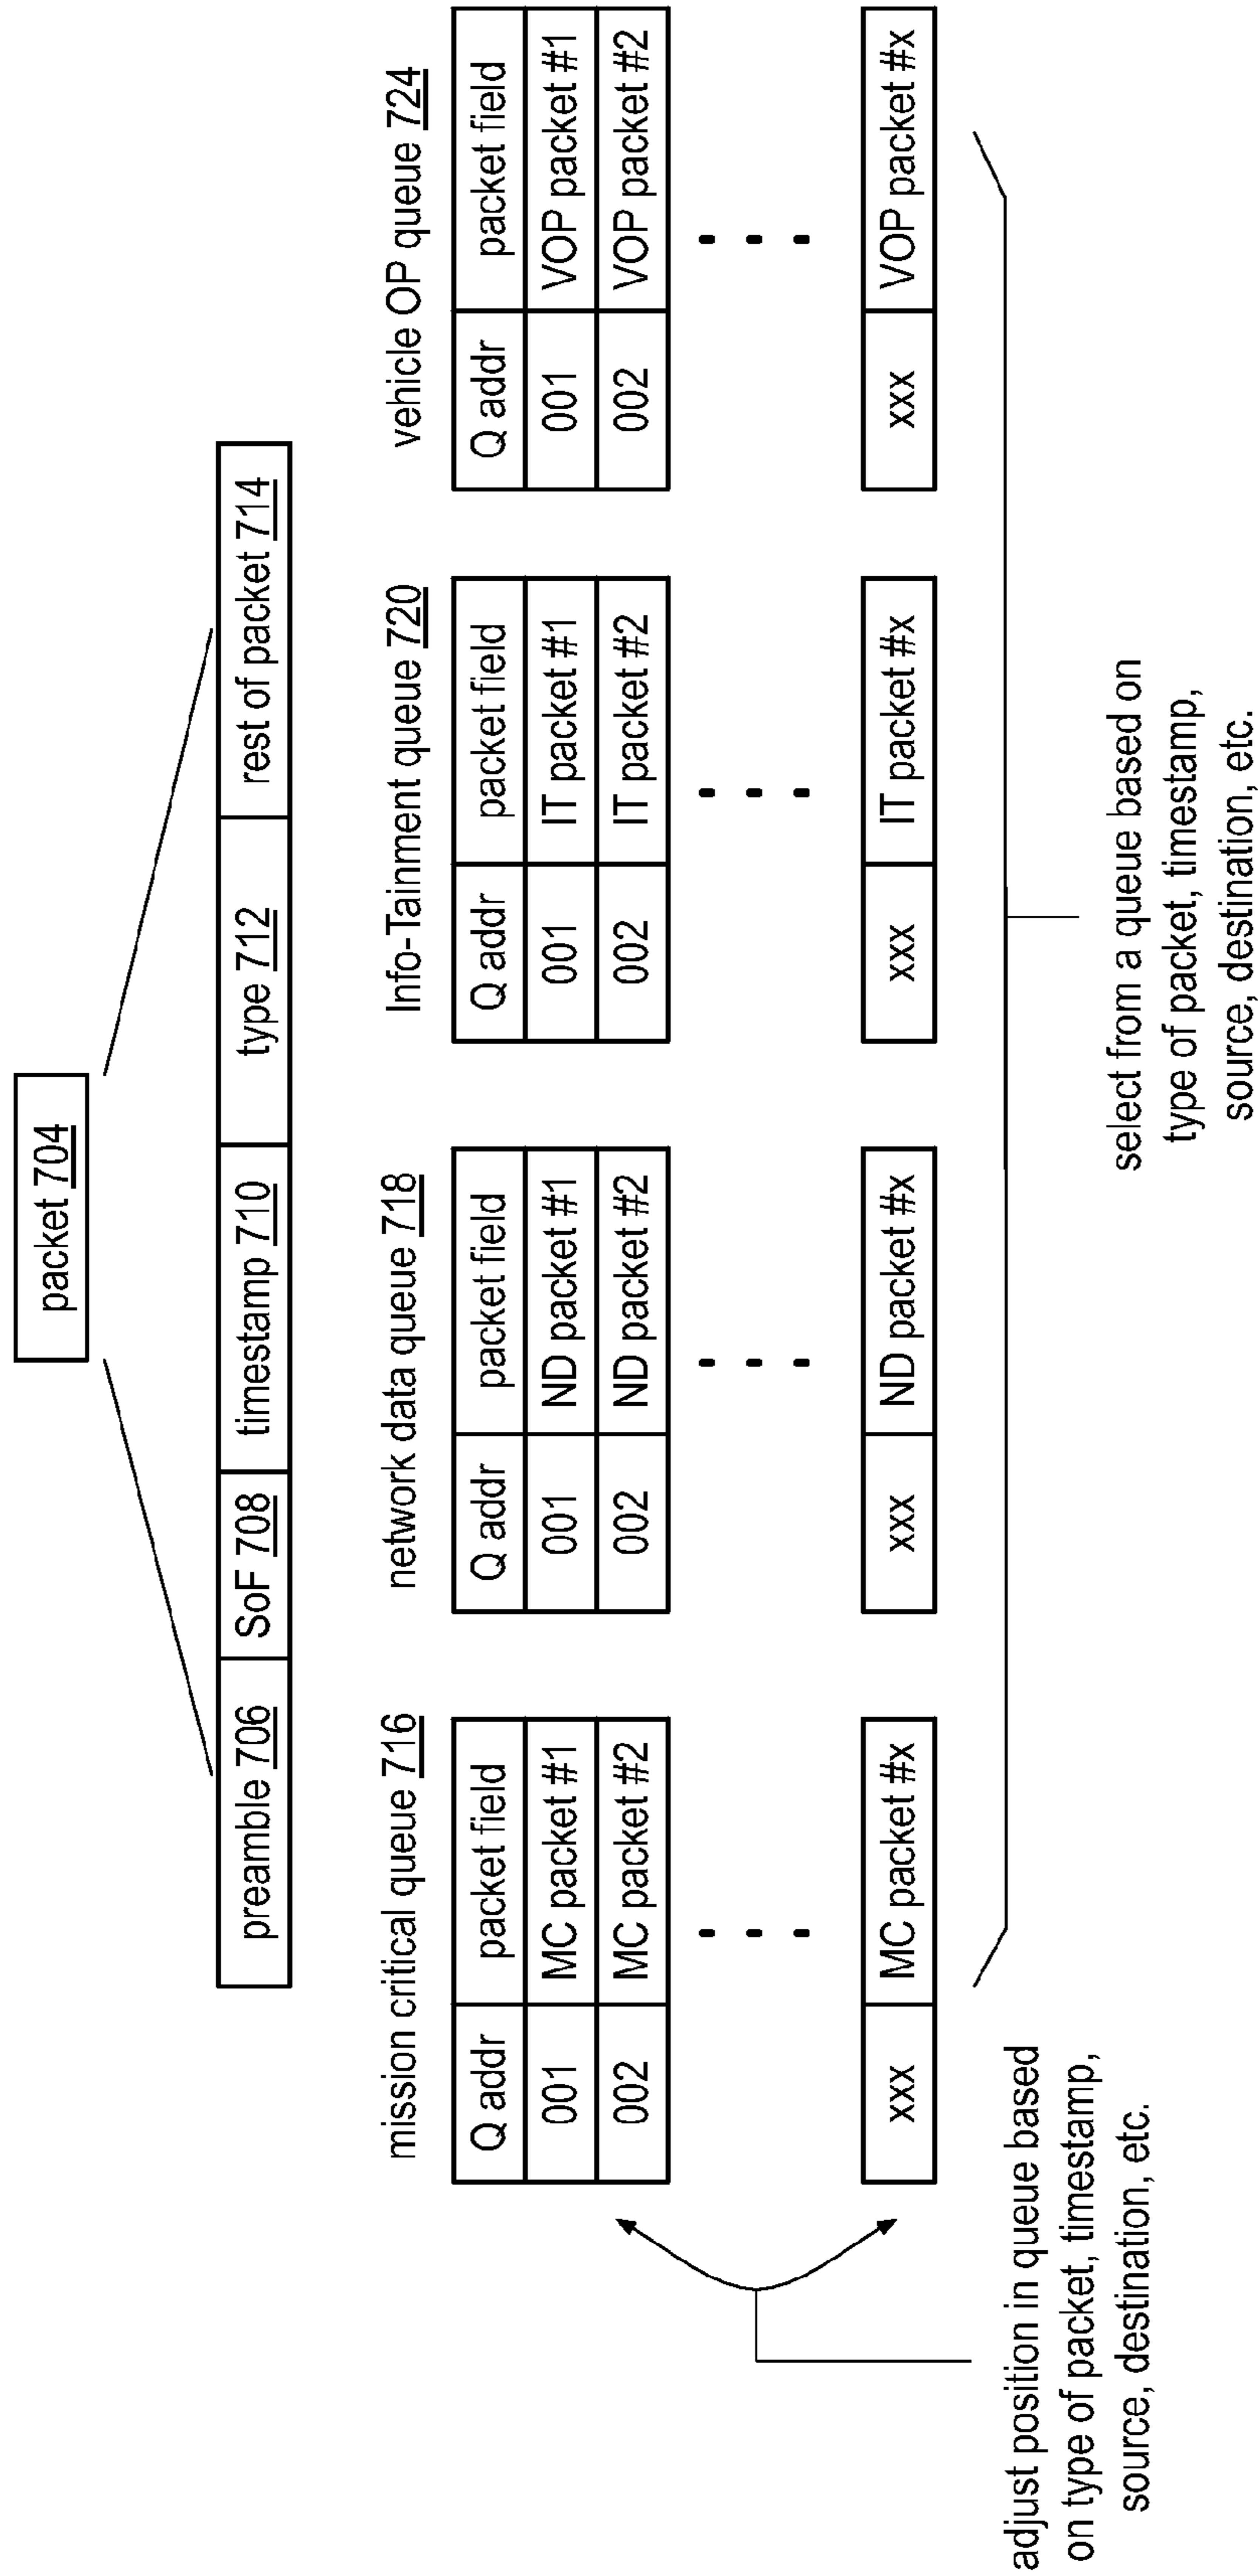 packet 704
preamble 706 SoF 708 timestamp 710 type 712 rest of packet 714
mission critical queue 716
Q addr packet field
001 MC packet #1
002 MC packet #2
xxx MC packet #x
network data queue 718
Q addr packet field
001 ND packet #1
002 ND packet #2
xxx ND packet #x
Info-Tainment queue 720
Q addr packet field
001 IT packet #1
002 IT packet #2
xxx IT packet #x
vehicle OP queue 724
Q addr packet field
001 VOP packet #1
002 VOP packet #2
xxx VOP packet #x
adjust position in queue based
on type of packet, timestamp,
source, destination, etc.
select from a queue based on
type of packet, timestamp,
source, destination, etc.